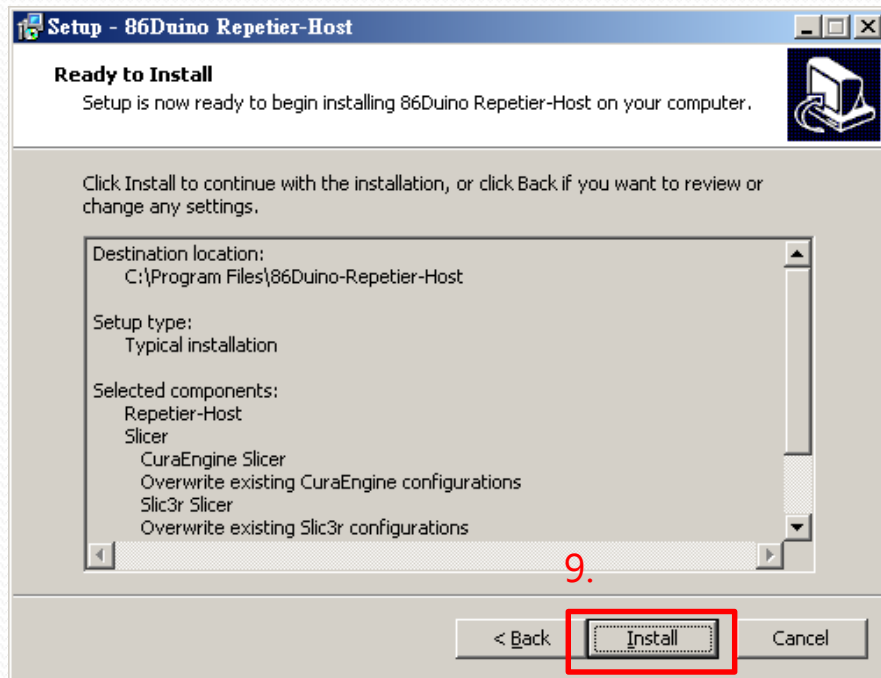 Setup - 86Duino Repetier-Host
Ready to Install
Setup is now ready to begin installing 86Duino Repetier-Host on your computer.
Click Install to continue with the installation, or click Back if you want to review or
change any settings.
Destination location:
C:\Program Files\86Duino-Repetier-Host
Setup type:
Typical installation
Selected components:
Repetier-Host
Slicer
CuraEngine Slicer
Overwrite existing CuraEngine configurations
Slic3r Slicer
Overwrite existing Slic3r configurations
9.
< Back Install Cancel